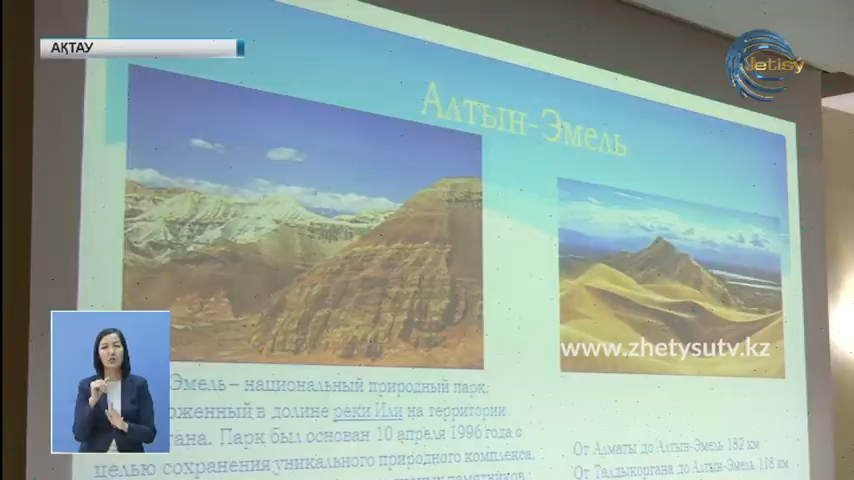 АҚТАУ
Jetisy
Алтын-Эмель
www.zhetysutv.kz
Эмель – национальный природный парк,
в долине реки Или на территории
Парк был основан 10 апреля 1996 года с
целью сохранения уникального природного комплекса,
памятников
От Алматы до Алтын-Эмель 182 км
От Талдыкоргана до Алтын-Эмель 118 км